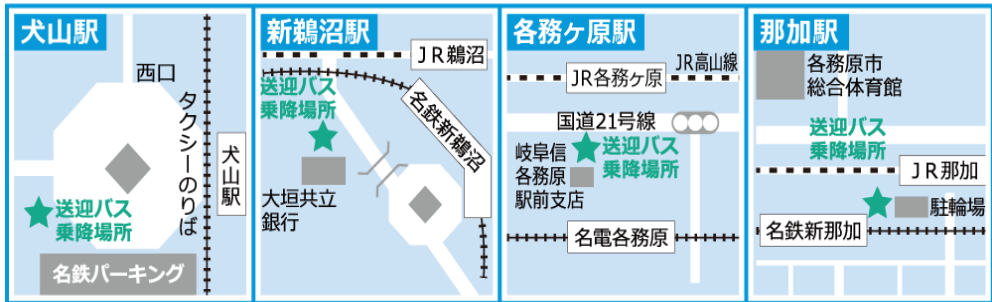 犬山駅
西口
タクシーのりば
犬山駅
送迎バス
乗降場所
名鉄パーキング
新鵜沼駅
JR鵜沼
送迎バス
乗降場所
名鉄新鵜沼
大垣共立
銀行
各務ヶ原駅
JR高山線
JR各務ヶ原
国道21号線
岐阜信
各務原
駅前支店
送迎バス
乗降場所
名電各務原
那加駅
各務原市
総合体育館
送迎バス
乗降場所
JR那加
駐輪場
名鉄新那加